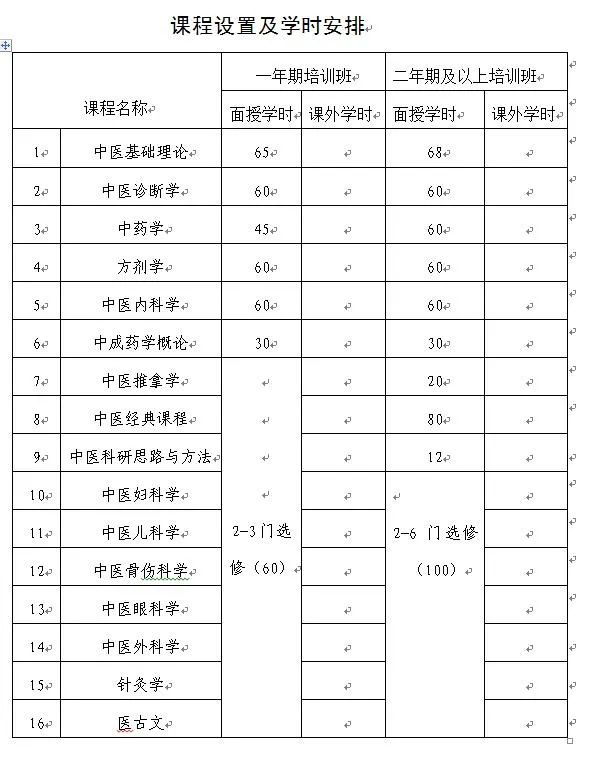 课程设置及学时安排
课程名称 一年期培训班 二年期及以上培训班
面授学时 课外学时 面授学时 课外学时
1 中医基础理论 65 68
2 中医诊断学 60 60
3 中药学 45 60
4 方剂学 60 60
5 中医内科学 60 60
6 中成药学概论 30 30
7 中医推拿学 20
8 中医经典课程 80
9 中医科研思路与方法 12
10 中医妇科学
11 中医儿科学 2-3门选 2-6 门选修
12 中医骨伤科学 修（60） （100）
13 中医眼科学
14 中医外科学
15 针灸学
16 医古文